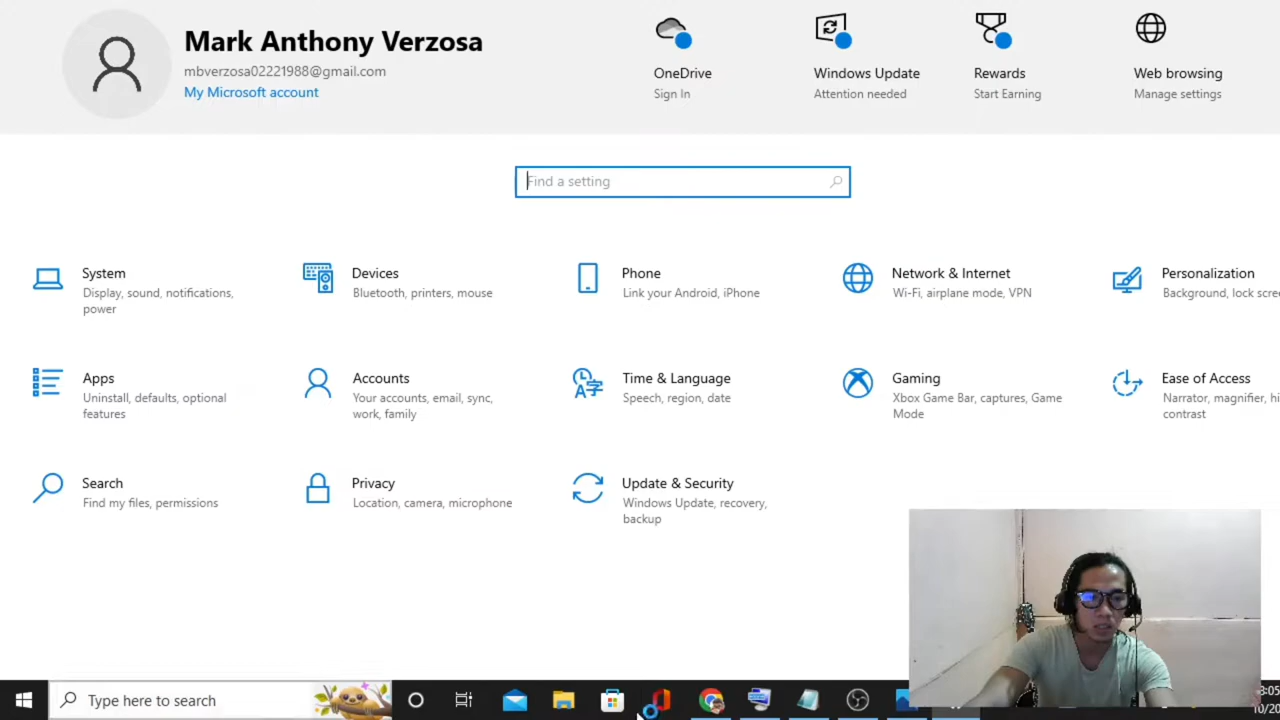 Mark Anthony Verzosa
mbverzosa02221988@gmail.com
My Microsoft account
OneDrive
Sign In
Windows Update
Attention needed
Rewards
Start Earning
Web browsing
Manage settings
Find a setting
System
Display, sound, notifications,
power
Devices
Bluetooth, printers, mouse
Phone
Link your Android, iPhone
Network & Internet
Wi-Fi, airplane mode, VPN
Personalization
Background, lock scre
Apps
Uninstall, defaults, optional
features
Accounts
Your accounts, email, sync,
work, family
Time & Language
Speech, region, date
Gaming
Xbox Game Bar, captures, Game
Mode
Ease of Access
Narrator, magnifier, hi
contrast
Search
Find my files, permissions
Privacy
Location, camera, microphone
Update & Security
Windows Update, recovery,
backup
Type here to search
3:05
10/20